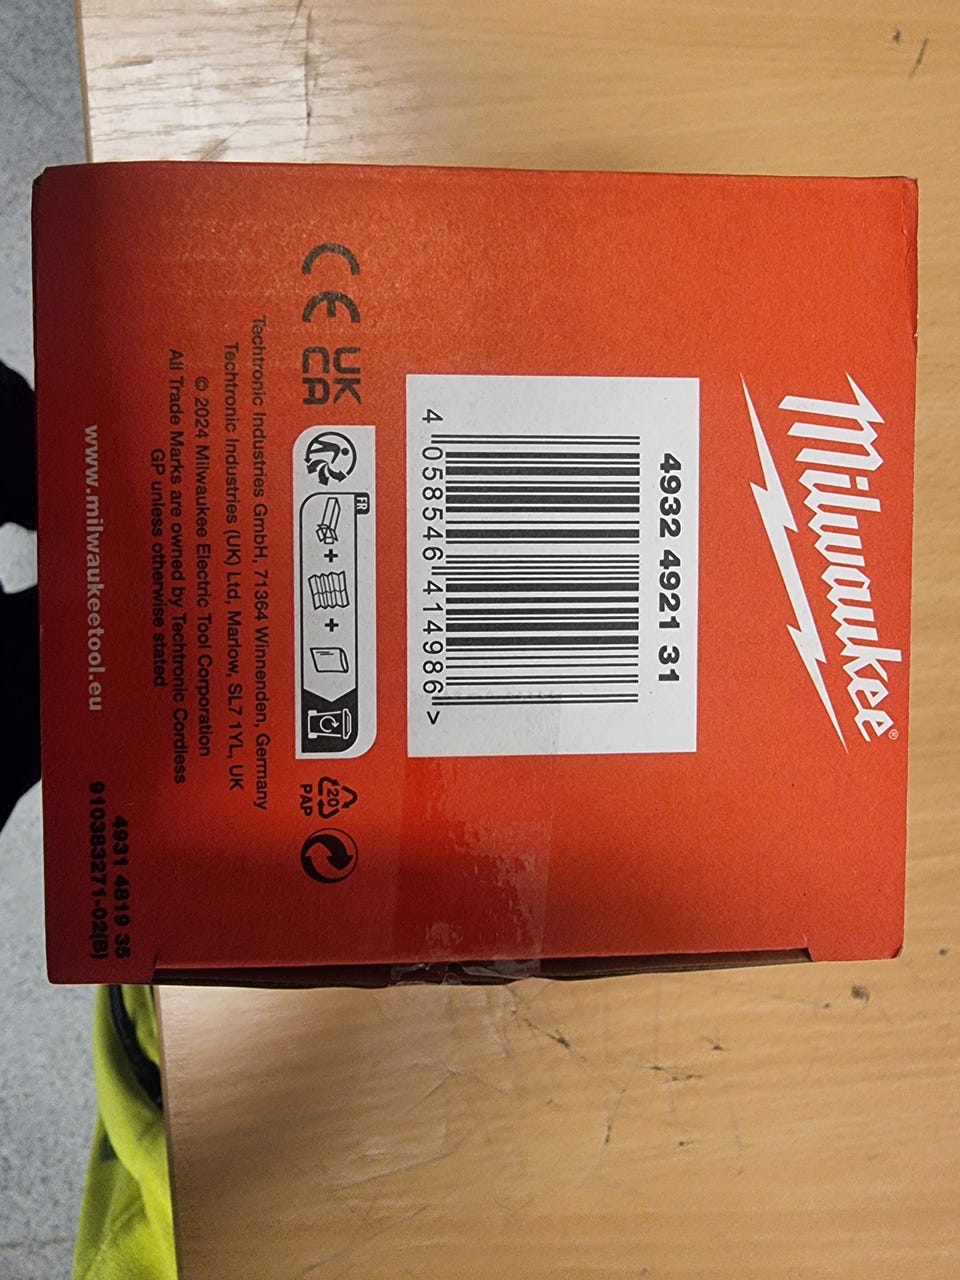 Milwaukee®
4932 4921 31
4 058546 414986 >
CE UK
CA
FR
+ +
20
PAP
Techtronic Industries GmbH, 71364 Winnenden, Germany
Techtronic Industries (UK) Ltd, Marlow, SL7 1YL, UK
© 2024 Milwaukee Electric Tool Corporation
All Trade Marks are owned by Techtronic Cordless
GP unless otherwise stated
www.milwaukeetool.eu
4931 4819 35
910383271-02(B)